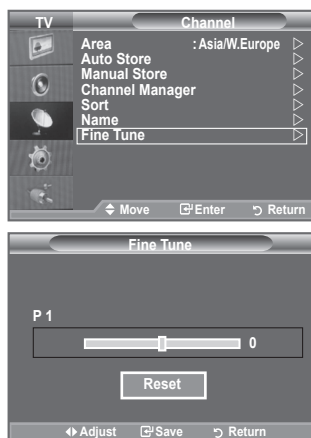 TV Channel
Area : Asia/W.Europe
Auto Store
Manual Store
Channel Manager
Sort
Name
Fine Tune
Move Enter Return
Fine Tune
P 1
0
Reset
Adjust Save Return